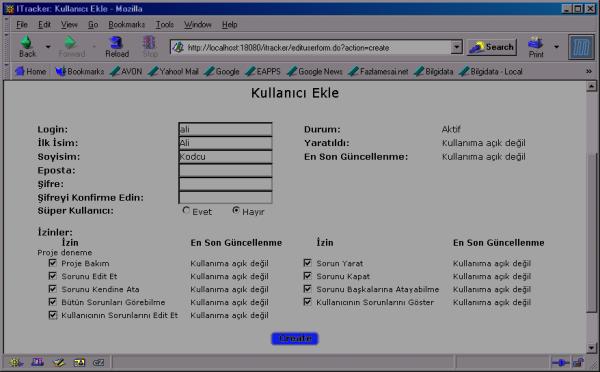 ITracker: Kullanıcı Ekle - Mozilla
File Edit View Go Bookmarks Tools Window Help
Back Forward Reload Stop http://localhost:18080/itracker/edituserform.do?action=create Search Print
Home Bookmarks AVON Yahoo! Mail Google EAPPS Google News Fazlamesai.net Bilgidata Bilgidata - Local
Kullanıcı Ekle
Login: ali Durum: Aktif
İlk İsim: Ali Yaratıldı: Kullanıma açık değil
Soyisim: Kodcu En Son Güncellenme: Kullanıma açık değil
Eposta:
Şifre:
Şifreyi Konfirme Edin:
Süper Kullanıcı: Evet Hayır
İzinler:
İzin En Son Güncellenme İzin En Son Güncellenme
Proje deneme
Proje Bakım Kullanıma açık değil Sorun Yarat Kullanıma açık değil
Sorunu Edit Et Kullanıma açık değil Sorunu Kapat Kullanıma açık değil
Sorunu Kendine Ata Kullanıma açık değil Sorunu Başkalarına Atayabilme Kullanıma açık değil
Bütün Sorunları Görebilme Kullanıma açık değil Kullanıcının Sorunlarını Göster Kullanıma açık değil
Kullanıcının Sorunlarını Edit Et Kullanıma açık değil
Create